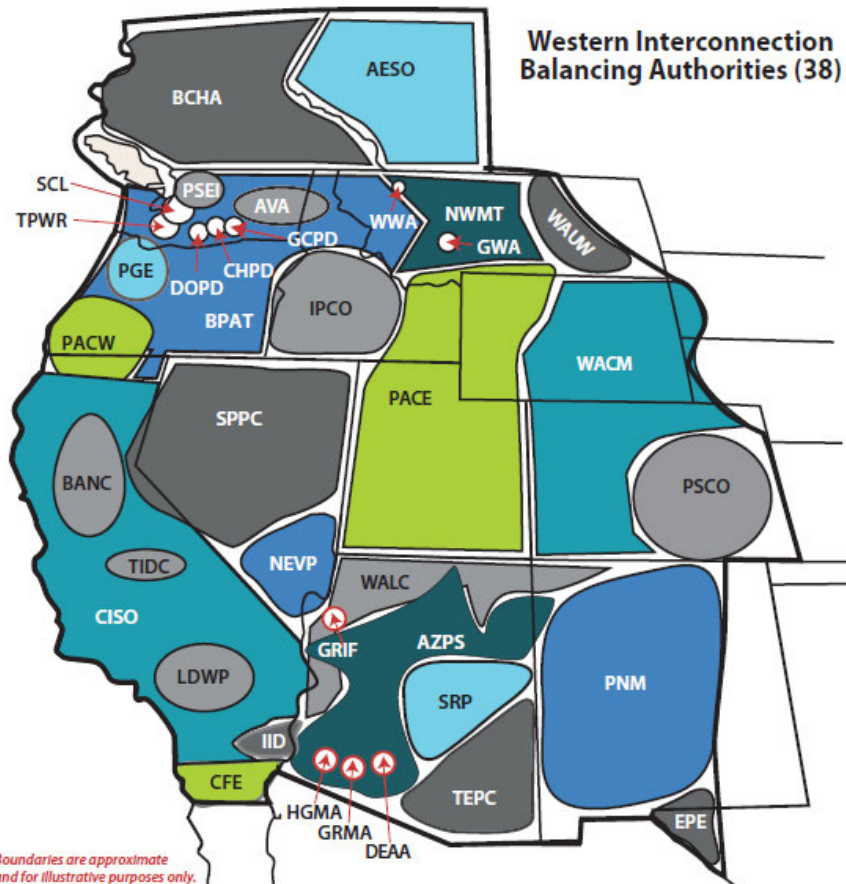 Western Interconnection
Balancing Authorities (38)
AESO
BCHA
SCL
PSEI
TPWR
AVA
WWA
NWMT
WAUW
GCPD
GWA
PGE
CHPD
DOPD
BPAT
IPCO
PACW
WACM
PACE
SPPC
BANC
PSCO
TIDC
NEVP
WALC
CISO
GRIF
AZPS
LDWP
SRP
PNM
IID
CFE
TEPC
HGMA
GRMA
DEAA
EPE
Boundaries are approximate
and for illustrative purposes only.